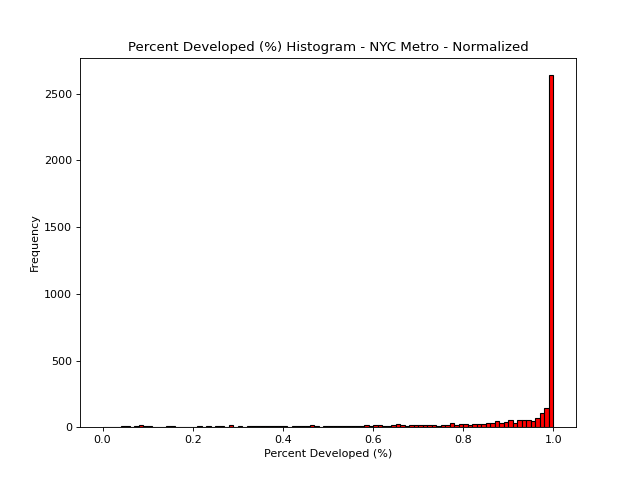 Percent Developed (%) Histogram - NYC Metro - Normalized
Frequency
2500
2000
1500
1000
500
0
0.0 0.2 0.4 0.6 0.8 1.0
Percent Developed (%)